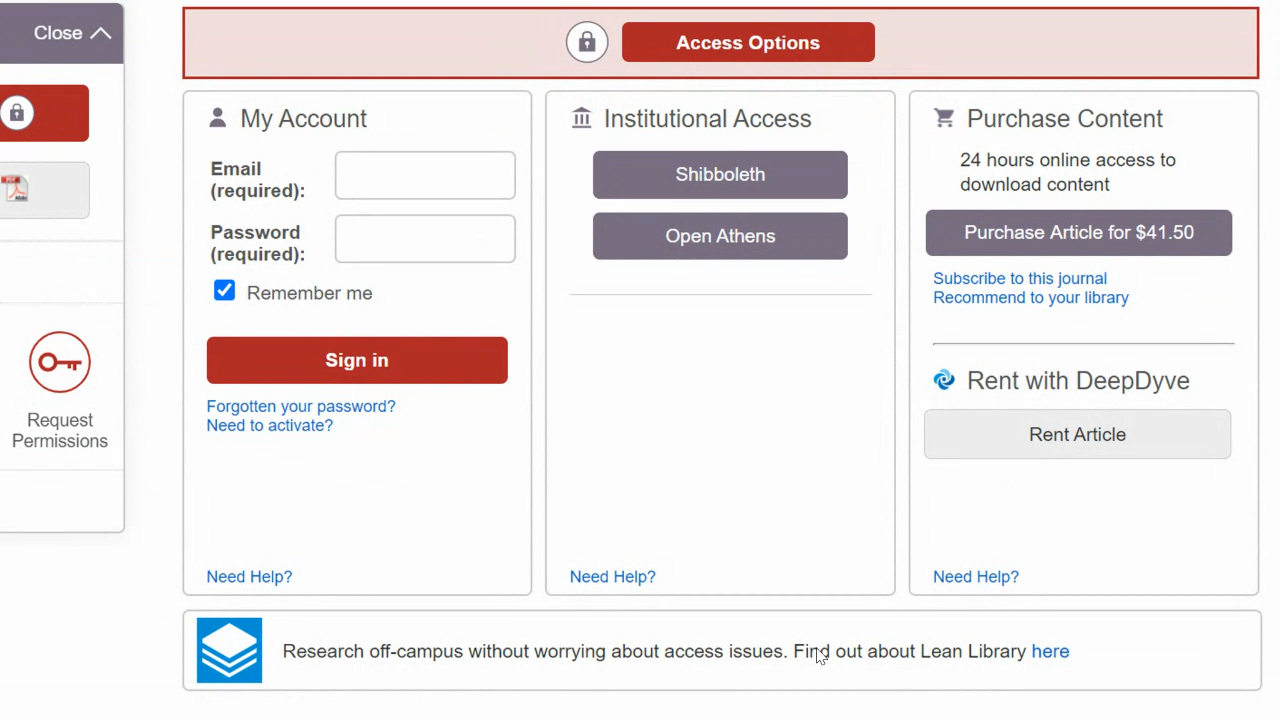 Close
Access Options
My Account
Email
(required):
Password
(required):
Remember me
Sign in
Forgotten your password?
Need to activate?
Need Help?
Institutional Access
Shibboleth
Open Athens
Need Help?
Purchase Content
24 hours online access to
download content
Purchase Article for $41.50
Subscribe to this journal
Recommend to your library
Rent with DeepDyve
Rent Article
Need Help?
Request
Permissions
Research off-campus without worrying about access issues. Find out about Lean Library here